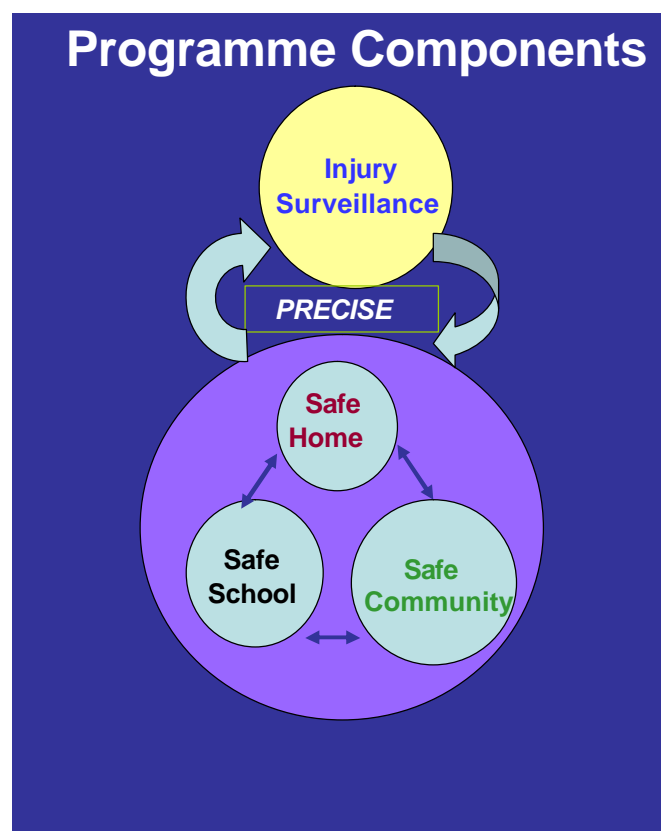 Programme Components
Injury
Surveillance
PRECISE
Safe
Home
Safe
School
Safe
Community